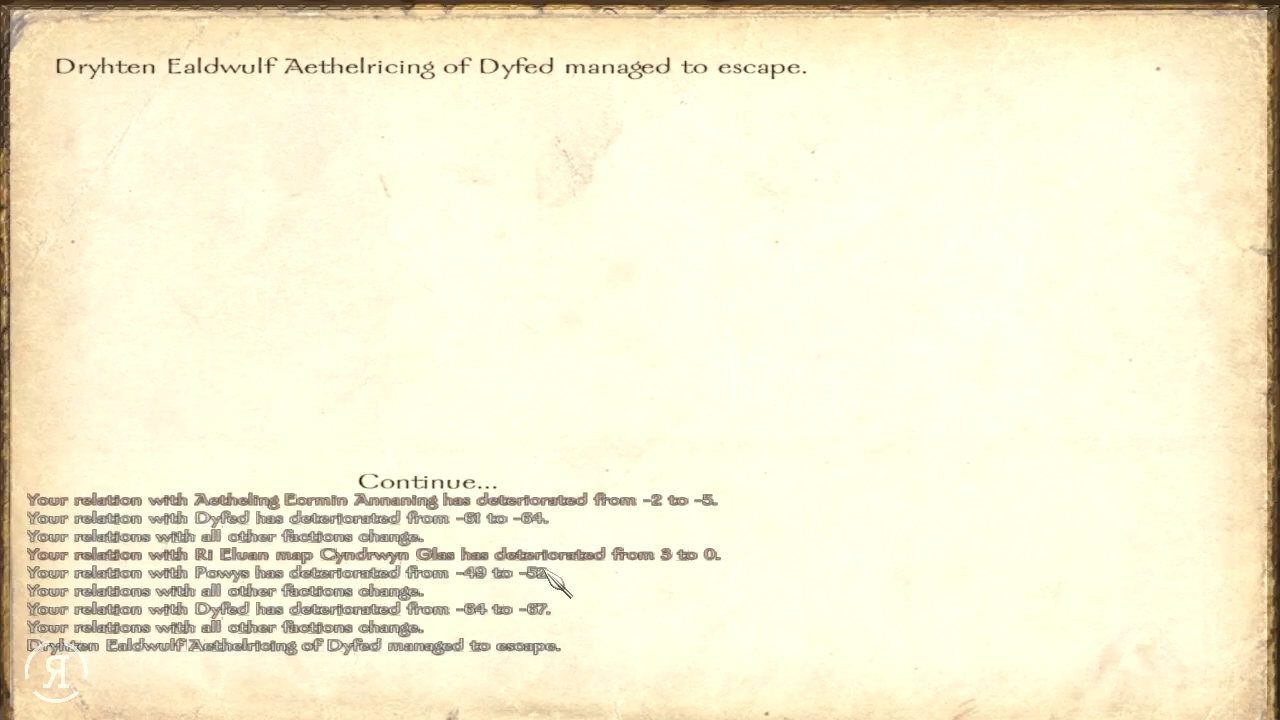 Dryhten Ealdwulf Aethelricing of Dyfed managed to escape.
Continue...
Your relation with Aetheling Eormin Annaning has deteriorated from -2 to -5.
Your relation with Dyfed has deteriorated from -61 to -64.
Your relations with all other factions change.
Your relation with Ri Eluan map Cyndrwyn Glas has deteriorated from 3 to 0.
Your relation with Powys has deteriorated from -49 to
Your relations with all other factions change.
Your relation with Dyfed has deteriorated from -64 to -67.
Your relations with all other factions change.
Dryhten Ealdwulf Aethelricing of Dyfed managed to escape.